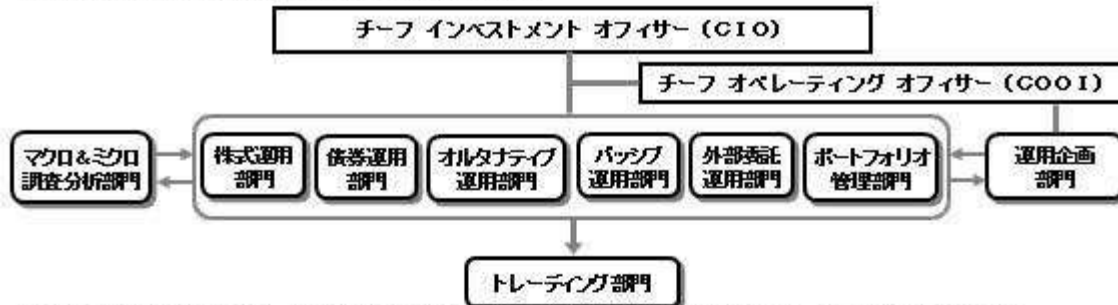 チーフ インベストメント オフィサー (CIO)
チーフ オペレーティング オフィサー (COOI)
マクロ&ミクロ
調査分析部門
株式運用
部門
債券運用
部門
オルタナティブ
運用部門
パッシブ
運用部門
外部委託
運用部門
ポートフォリオ
管理部門
運用企画
部門
トレーディング部門